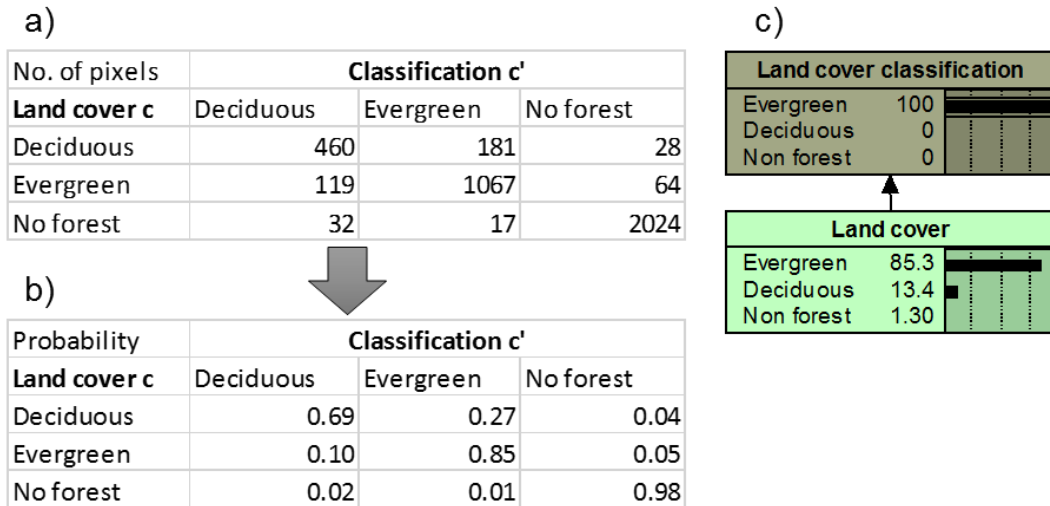 a)
No. of pixels Classification c'
Land cover c Deciduous Evergreen No forest
Deciduous 460 181 28
Evergreen 119 1067 64
No forest 32 17 2024
b)
Probability Classification c'
Land cover c Deciduous Evergreen No forest
Deciduous 0.69 0.27 0.04
Evergreen 0.10 0.85 0.05
No forest 0.02 0.01 0.98
c)
Land cover classification
Evergreen 100
Deciduous 0
Non forest 0
Land cover
Evergreen 85.3
Deciduous 13.4
Non forest 1.30